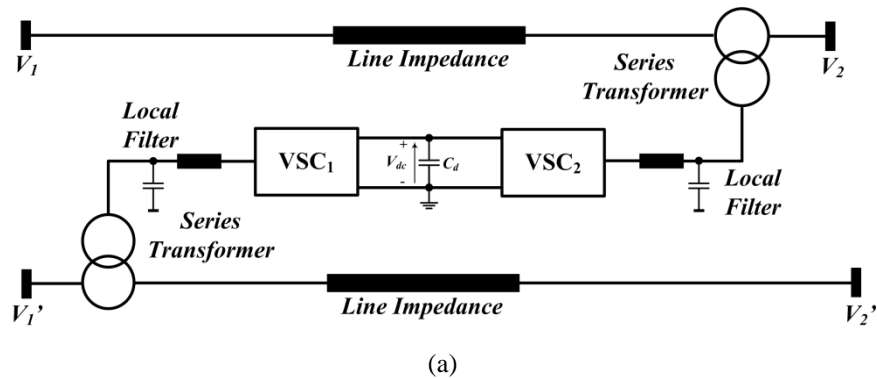 V1
Line Impedance
V2
Series
Transformer
Local
Filter
VSC1
+
Vdc
-
Cd
VSC2
Local
Filter
Series
Transformer
V1'
Line Impedance
V2'
(a)